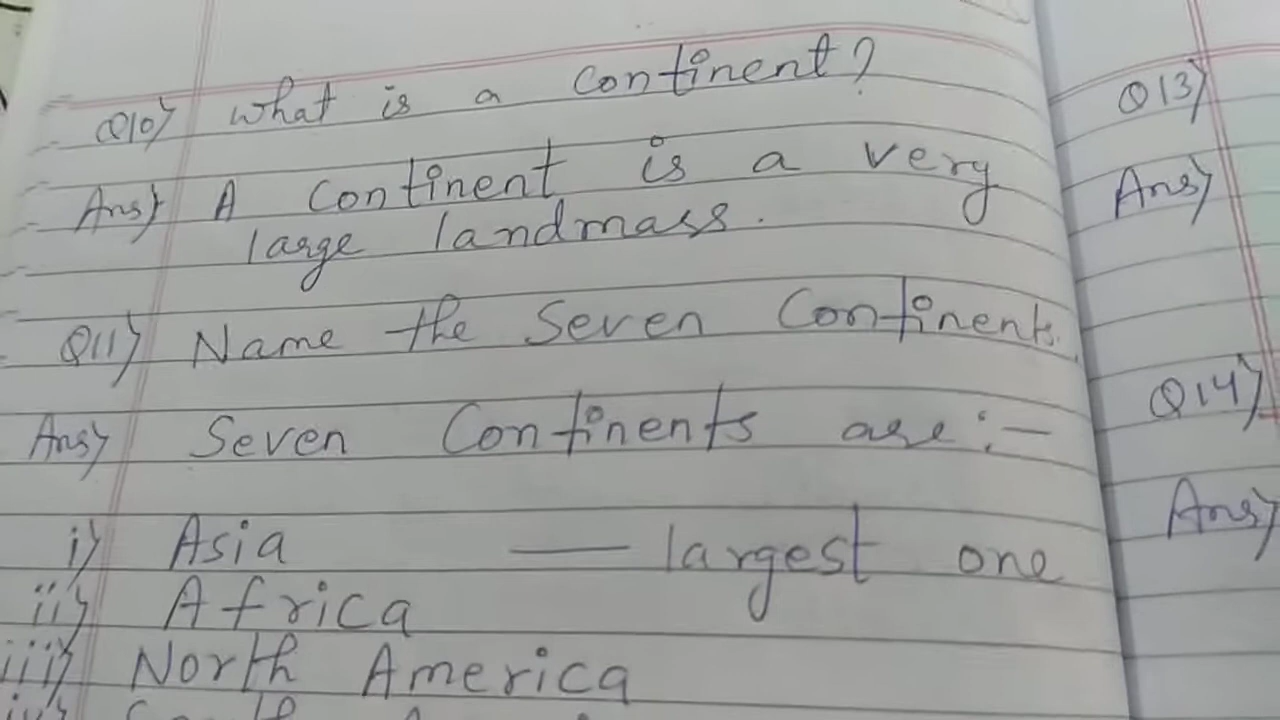 Q10) What is a continent?
Ans) A continent is a very
large landmass.
Q11) Name the Seven Continents.
Ans) Seven Continents are:-
i) Asia — largest one
ii) Africa
iii) North America
iv)
Q13)
Ans)
Q14)
Ans)